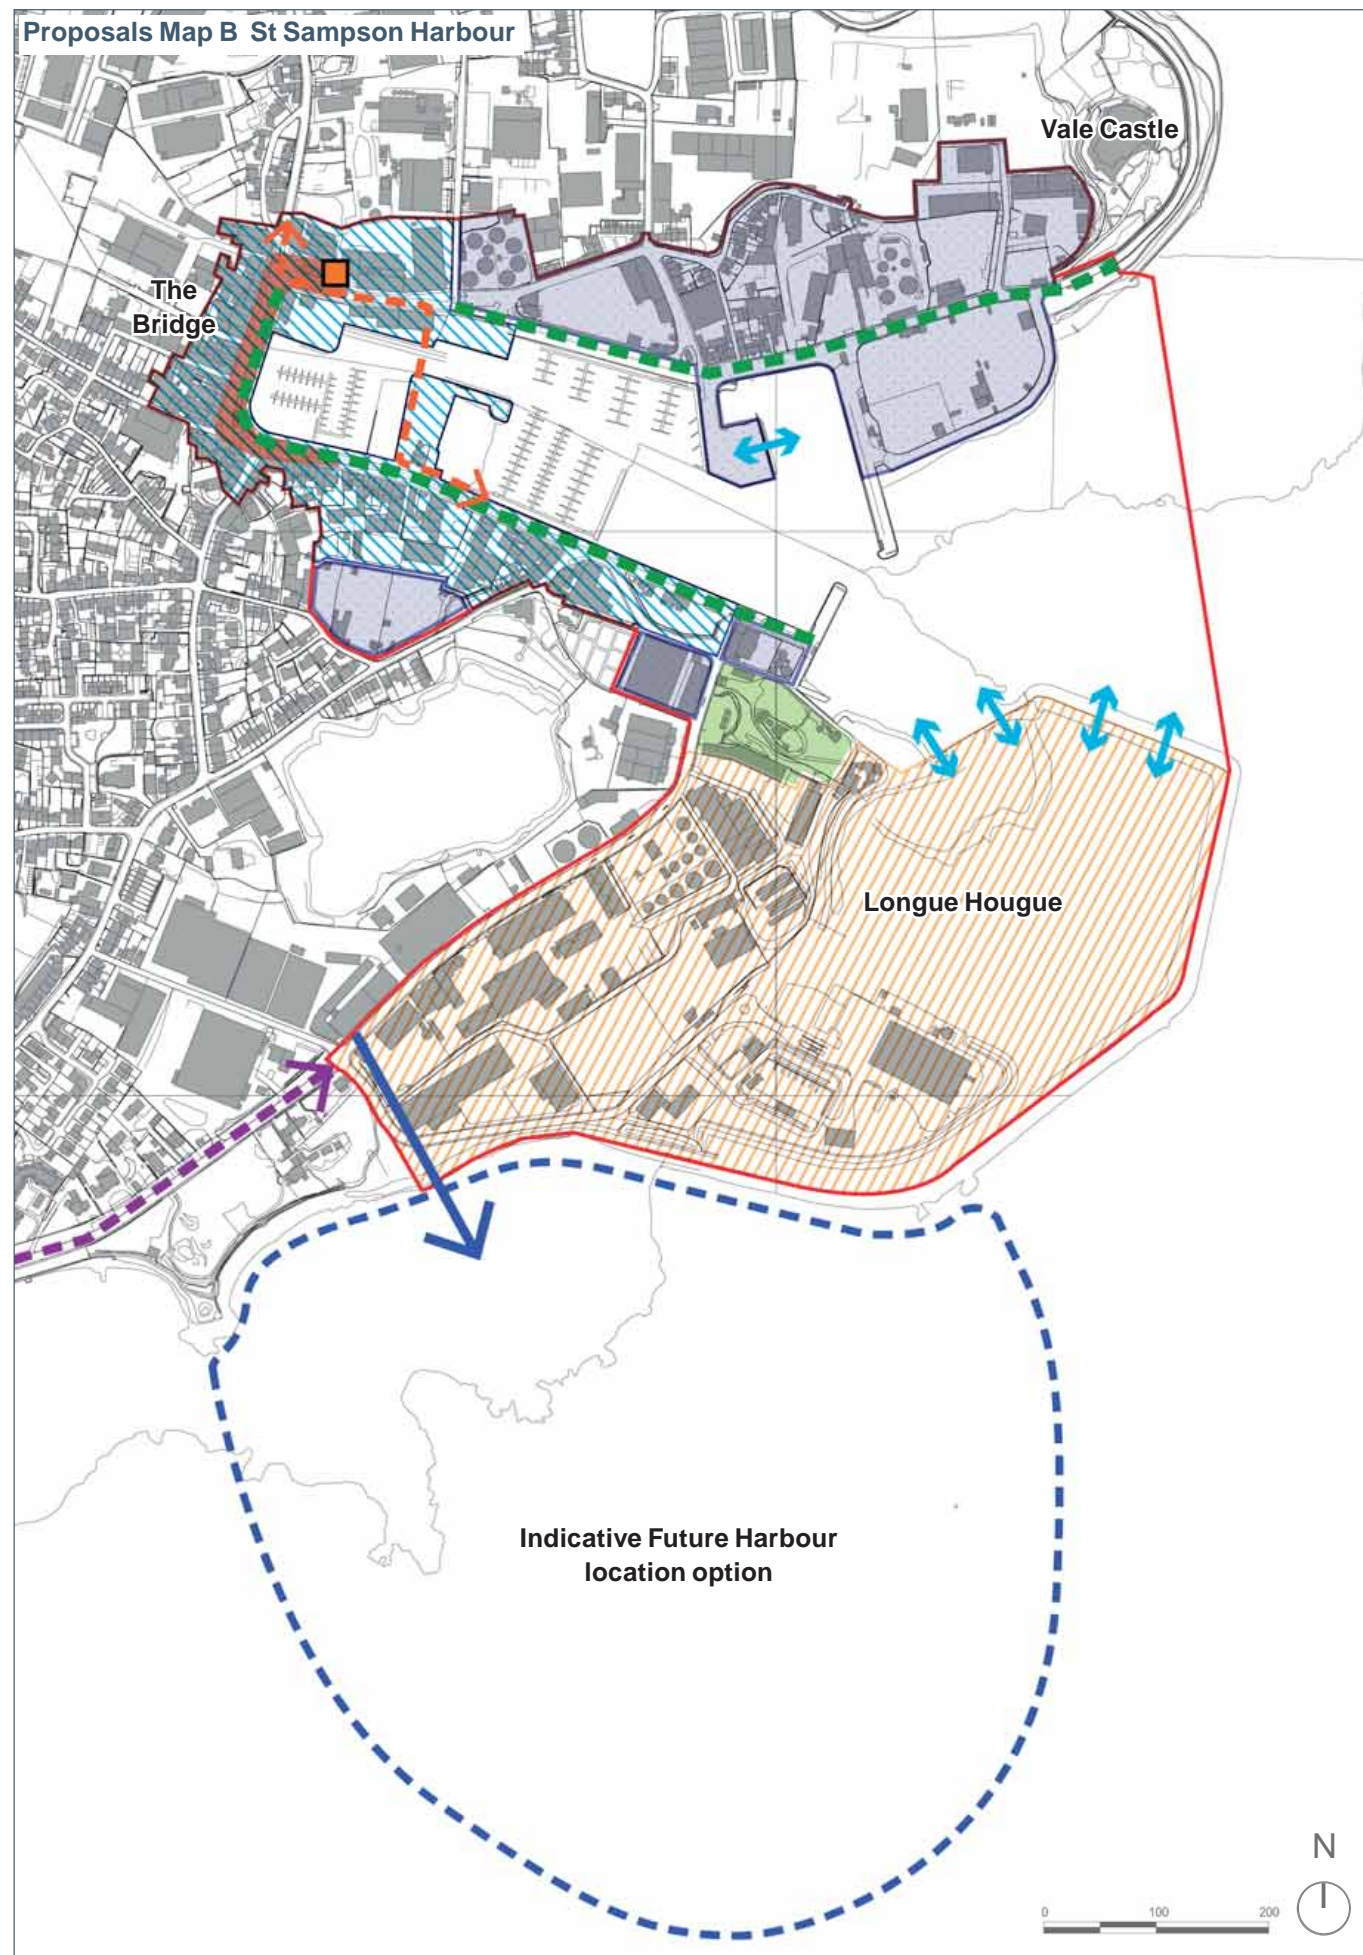 Proposals Map B St Sampson Harbour
Vale Castle
The
Bridge
Longue Hougue
Indicative Future Harbour
location option
N
0 100 200